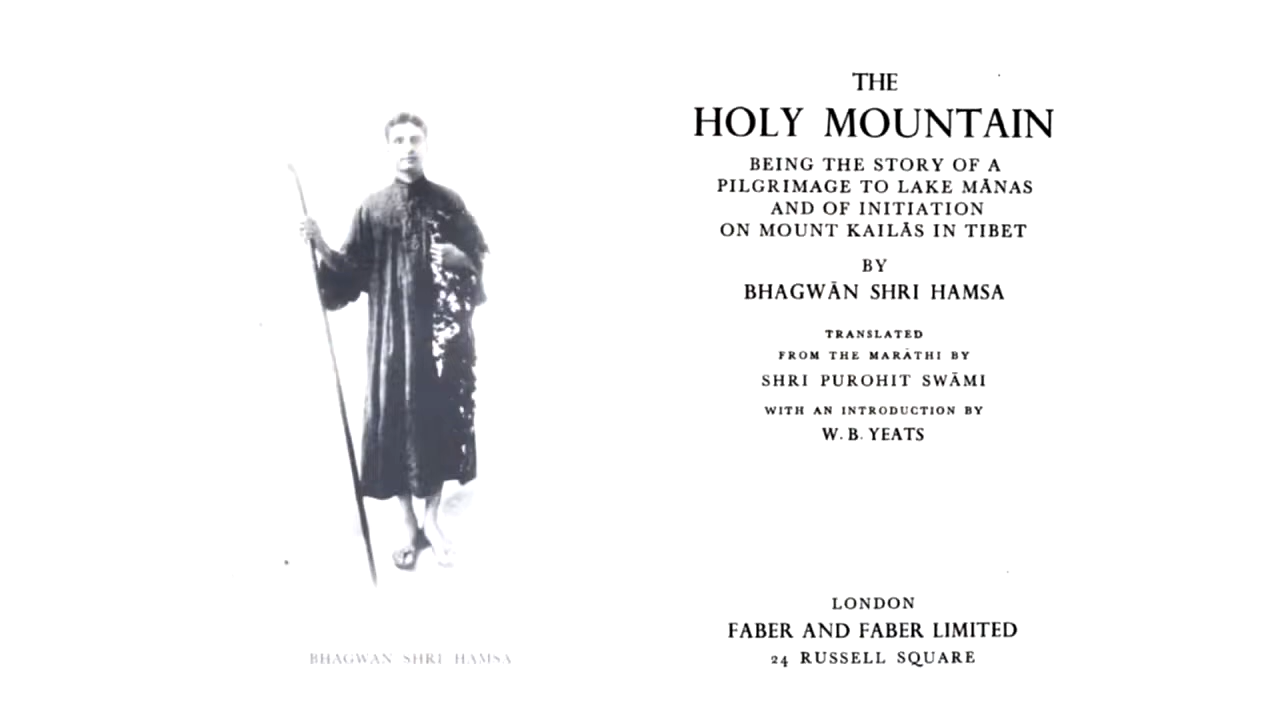 BHAGWAN SHRI HAMSA
THE
HOLY MOUNTAIN
BEING THE STORY OF A
PILGRIMAGE TO LAKE MĀNAS
AND OF INITIATION
ON MOUNT KAILĀS IN TIBET
BY
BHAGWĀN SHRI HAMSA
TRANSLATED
FROM THE MARĀTHI BY
SHRI PUROHIT SWĀMI
WITH AN INTRODUCTION BY
W. B. YEATS
LONDON
FABER AND FABER LIMITED
24 RUSSELL SQUARE